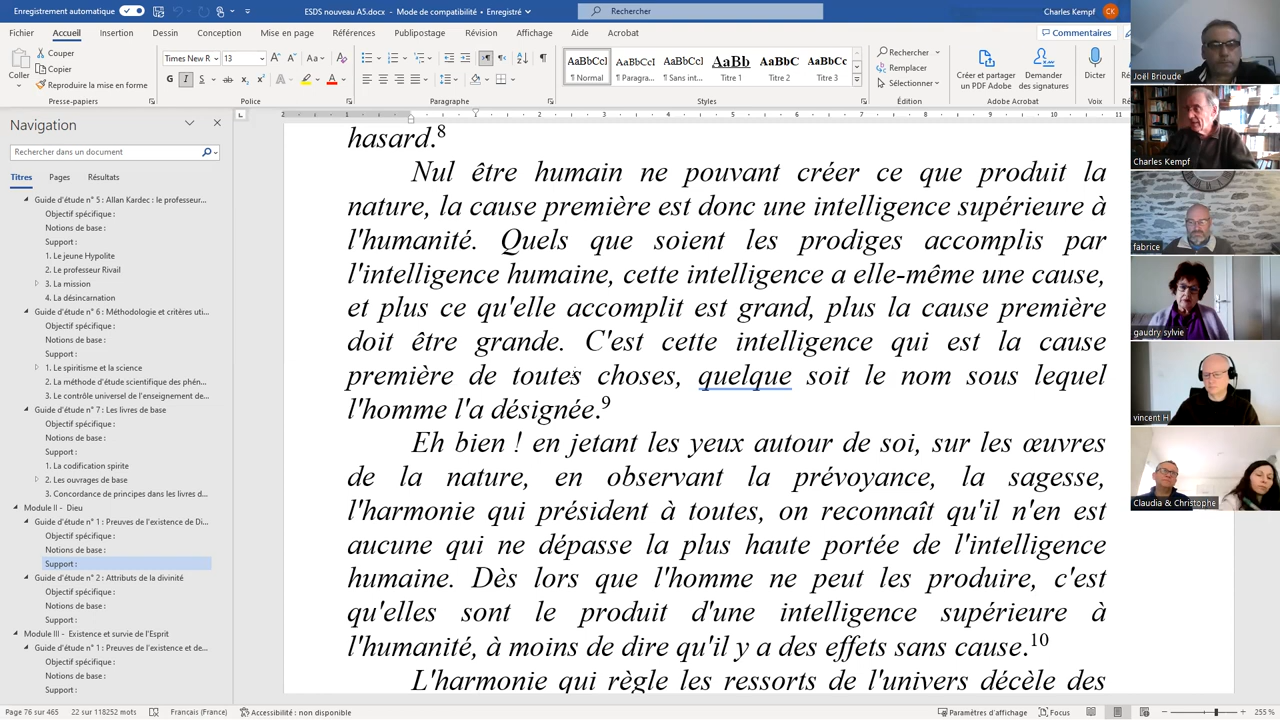 Enregistrement automatique
ESDS nouveau A5.docx - Mode de compatibilité • Enregistré
Rechercher
Charles Kempf
CK
Fichier Accueil Insertion Dessin Conception Mise en page Références Publipostage Révision Affichage Aide Acrobat
Commentaires
Coller
Couper
Copier
Reproduire la mise en forme
Presse-papiers
Times New R
13
G I S
Police
Paragraphe
AaBbCcI AaBbCcI AaBbCcI AaBb AaBbC AaBbCc
¶ Normal ¶ Paragra... ¶ Sans int... Titre 1 Titre 2 Titre 3
Styles
Rechercher
Remplacer
Sélectionner
Édition
Créer et partager un PDF Adobe
Demander des signatures
Adobe Acrobat
Dicter
Voix
Navigation
Rechercher dans un document
Titres Pages Résultats
Guide d'étude n° 5 : Allan Kardec : le professeur...
Objectif spécifique :
Notions de base :
Support :
1. Le jeune Hypolite
2. Le professeur Rivail
3. La mission
4. La désincarnation
Guide d'étude n° 6 : Méthodologie et critères uti...
Objectif spécifique :
Notions de base :
Support :
1. Le spiritisme et la science
2. La méthode d'étude scientifique des phén...
3. Le contrôle universel de l'enseignement de...
Guide d'étude n° 7 : Les livres de base
Objectif spécifique :
Notions de base :
Support :
1. La codification spirite
2. Les ouvrages de base
3. Concordance de principes dans les livres d...
Module II - Dieu
Guide d'étude n° 1 : Preuves de l'existence de Di...
Objectif spécifique :
Notions de base :
Support :
Guide d'étude n° 2 : Attributs de la divinité
Objectif spécifique :
Notions de base :
Support :
Module III - Existence et survie de l'Esprit
Guide d'étude n° 1 : Preuves de l'existence et de...
Objectif spécifique :
Notions de base :
Support :
hasard.8
Nul être humain ne pouvant créer ce que produit la
nature, la cause première est donc une intelligence supérieure à
l'humanité. Quels que soient les prodiges accomplis par
l'intelligence humaine, cette intelligence a elle-même une cause,
et plus ce qu'elle accomplit est grand, plus la cause première
doit être grande. C'est cette intelligence qui est la cause
première de toutes choses, quelque soit le nom sous lequel
l'homme l'a désignée.9
Eh bien ! en jetant les yeux autour de soi, sur les œuvres
de la nature, en observant la prévoyance, la sagesse,
l'harmonie qui président à toutes, on reconnaît qu'il n'en est
aucune qui ne dépasse la plus haute portée de l'intelligence
humaine. Dès lors que l'homme ne peut les produire, c'est
qu'elles sont le produit d'une intelligence supérieure à
l'humanité, à moins de dire qu'il y a des effets sans cause.10
L'harmonie qui règle les ressorts de l'univers décèle des
Joël Brioude
Charles Kempf
fabrice
gaudry sylvie
vincent H
Claudia & Christophe
Page 76 sur 465 22 sur 118252 mots Français (France) Accessibilité : non disponible
Paramètres d'affichage Focus 255 %